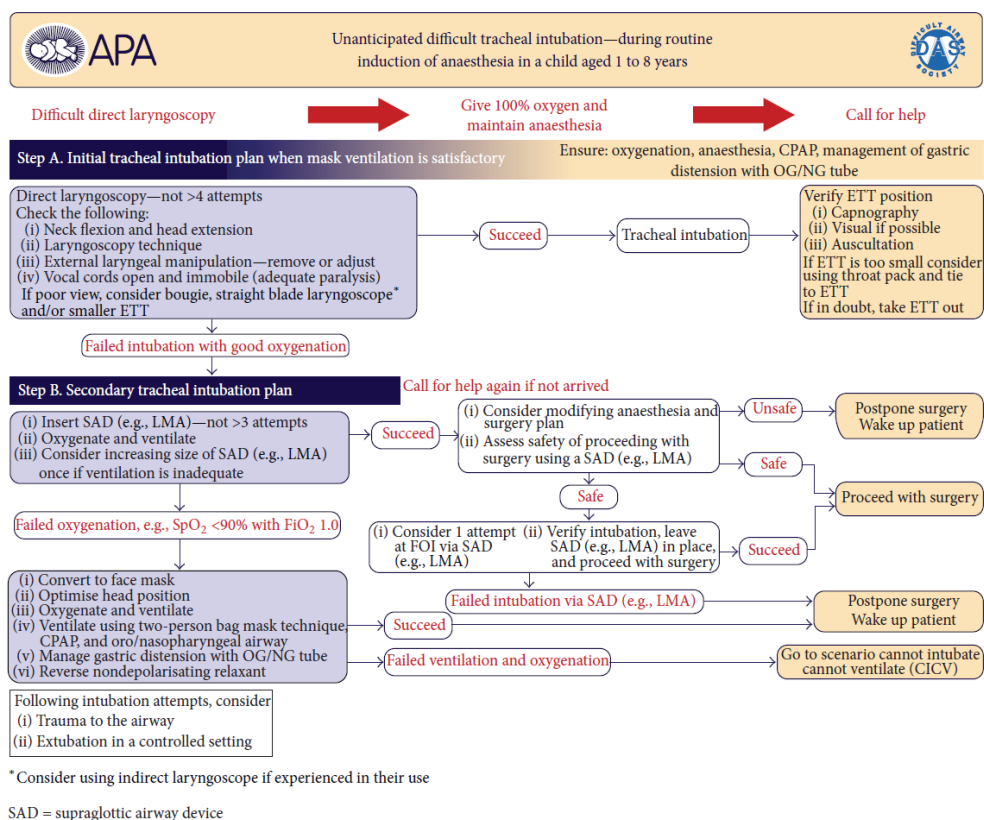 APA
Unanticipated difficult tracheal intubation—during routine
induction of anaesthesia in a child aged 1 to 8 years
DIFFICULT AIRWAY
DAS
SOCIETY
Difficult direct laryngoscopy
Give 100% oxygen and
maintain anaesthesia
Call for help
Step A. Initial tracheal intubation plan when mask ventilation is satisfactory
Ensure: oxygenation, anaesthesia, CPAP, management of gastric
distension with OG/NG tube
Direct laryngoscopy—not >4 attempts
Check the following:
(i) Neck flexion and head extension
(ii) Laryngoscopy technique
(iii) External laryngeal manipulation—remove or adjust
(iv) Vocal cords open and immobile (adequate paralysis)
If poor view, consider bougie, straight blade laryngoscope*
and/or smaller ETT
Succeed
Tracheal intubation
Verify ETT position
(i) Capnography
(ii) Visual if possible
(iii) Auscultation
If ETT is too small consider
using throat pack and tie
to ETT
If in doubt, take ETT out
Failed intubation with good oxygenation
Step B. Secondary tracheal intubation plan
Call for help again if not arrived
(i) Insert SAD (e.g., LMA)—not >3 attempts
(ii) Oxygenate and ventilate
(iii) Consider increasing size of SAD (e.g., LMA)
once if ventilation is inadequate
Succeed
(i) Consider modifying anaesthesia and
surgery plan
(ii) Assess safety of proceeding with
surgery using a SAD (e.g., LMA)
Unsafe
Postpone surgery
Wake up patient
Safe
Proceed with surgery
Safe
Failed oxygenation, e.g., SpO₂ <90% with FiO₂ 1.0
(i) Consider 1 attempt
at FOI via SAD
(e.g., LMA)
(ii) Verify intubation, leave
SAD (e.g., LMA) in place,
and proceed with surgery
Succeed
Failed intubation via SAD (e.g., LMA)
Postpone surgery
Wake up patient
(i) Convert to face mask
(ii) Optimise head position
(iii) Oxygenate and ventilate
(iv) Ventilate using two-person bag mask technique,
CPAP, and oro/nasopharyngeal airway
(v) Manage gastric distension with OG/NG tube
(vi) Reverse nondepolarising relaxant
Succeed
Failed ventilation and oxygenation
Go to scenario cannot intubate
cannot ventilate (CICV)
Following intubation attempts, consider
(i) Trauma to the airway
(ii) Extubation in a controlled setting
*Consider using indirect laryngoscope if experienced in their use
SAD = supraglottic airway device